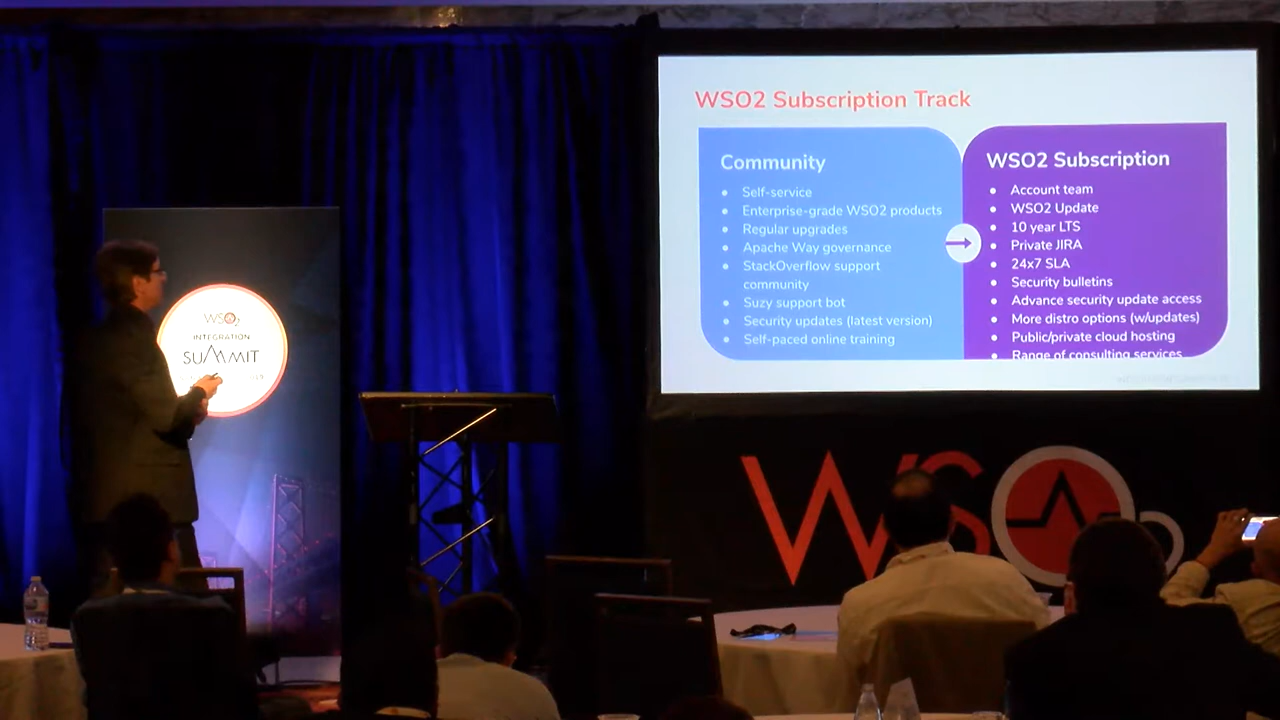 WSO2 Subscription Track
Community
● Self-service
● Enterprise-grade WSO2 products
● Regular upgrades
● Apache Way governance
● StackOverflow support
community
● Suzy support bot
● Security updates (latest version)
● Self-paced online training
WSO2 Subscription
● Account team
● WSO2 Update
● 10 year LTS
● Private JIRA
● 24x7 SLA
● Security bulletins
● Advance security update access
● More distro options (w/updates)
● Public/private cloud hosting
● Range of consulting services
WSO2
INTEGRATION
SUMMIT
WSO2